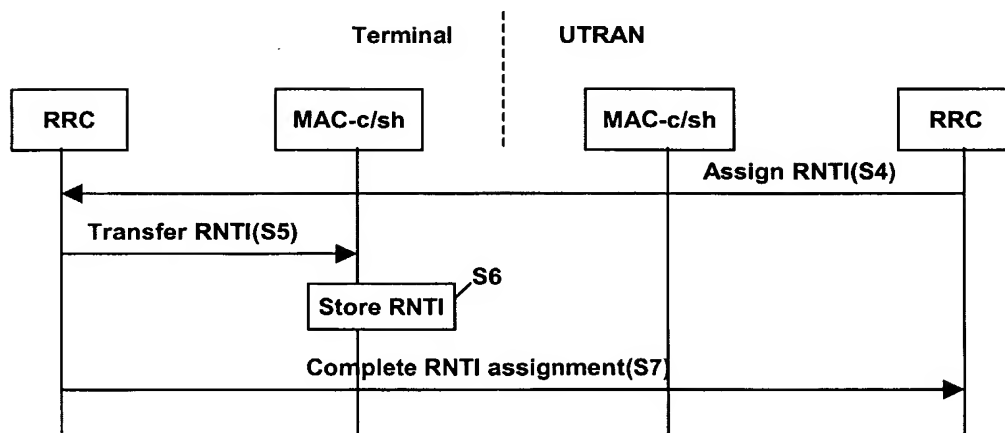 Terminal UTRAN
RRC MAC-c/sh MAC-c/sh RRC
Assign RNTI(S4)
Transfer RNTI(S5)
S6
Store RNTI
Complete RNTI assignment(S7)